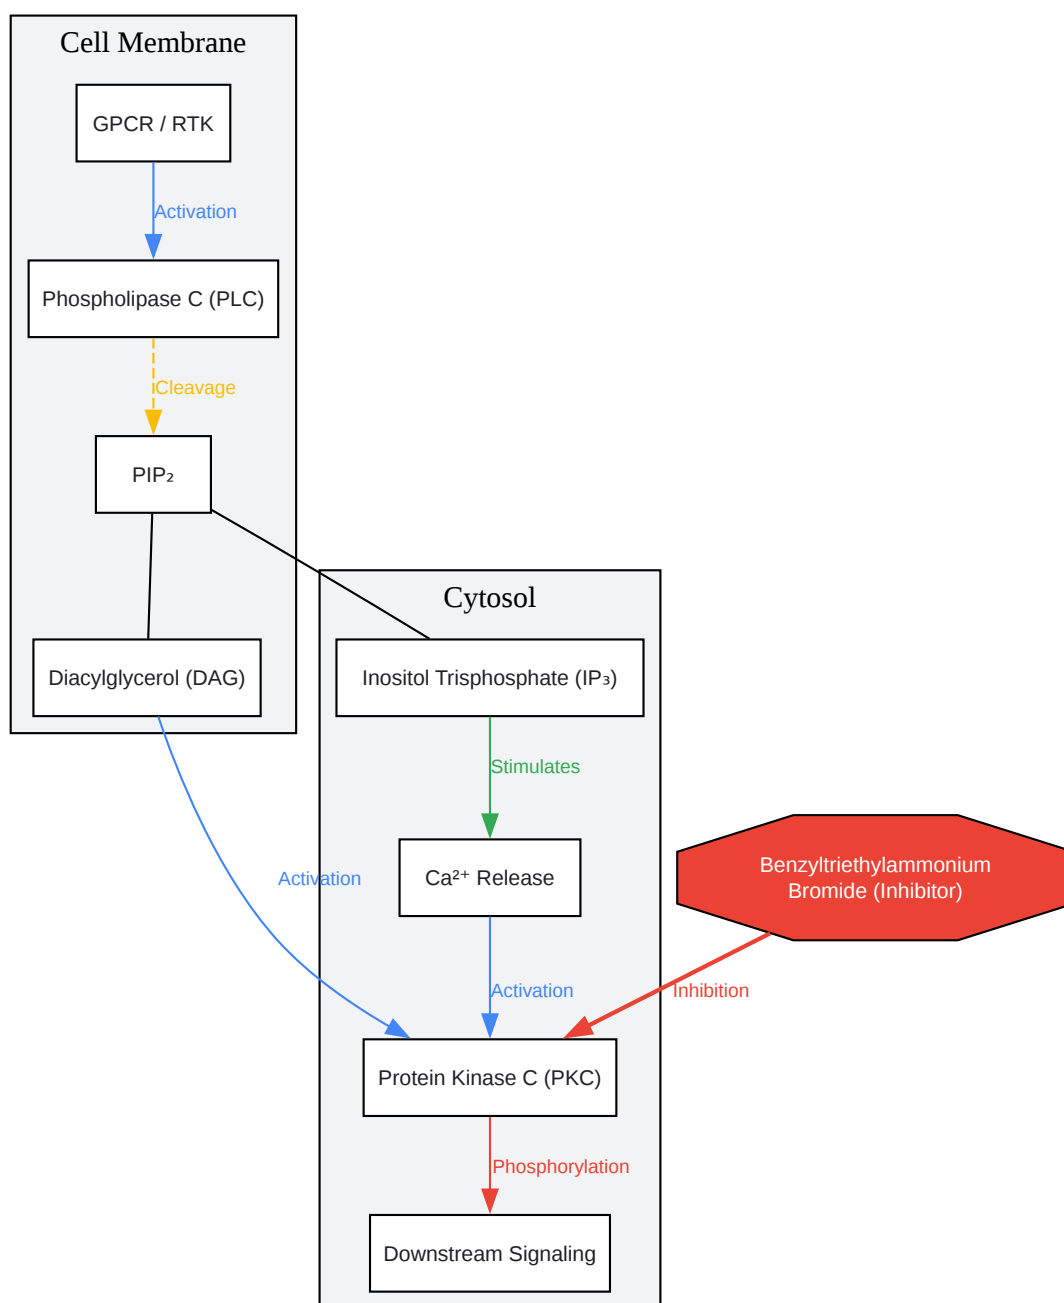 Cell Membrane
GPCR / RTK
Activation
Phospholipase C (PLC)
Cleavage
PIP₂
Cytosol
Diacylglycerol (DAG)
Inositol Trisphosphate (IP₃)
Stimulates
Activation
Ca²⁺ Release
Benzyltriethylammonium
Bromide (Inhibitor)
Activation
Inhibition
Protein Kinase C (PKC)
Phosphorylation
Downstream Signaling